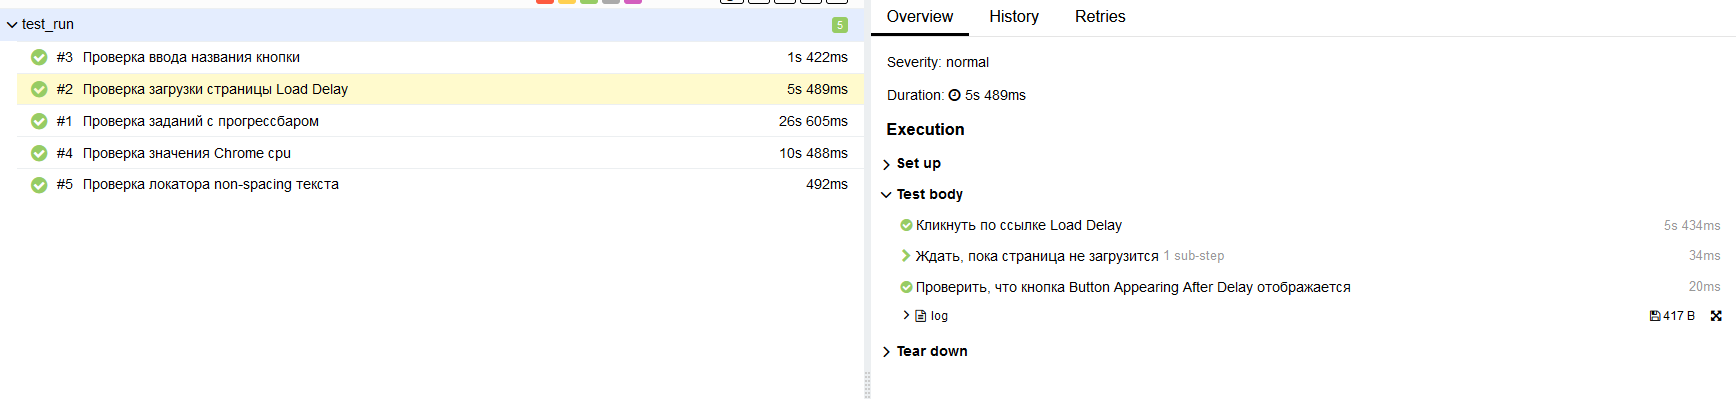 test_run 5
#3 Проверка ввода названия кнопки 1s 422ms
#2 Проверка загрузки страницы Load Delay 5s 489ms
#1 Проверка заданий с прогрессбаром 26s 605ms
#4 Проверка значения Chrome cpu 10s 488ms
#5 Проверка локатора non-spacing текста 492ms
Overview History Retries
Severity: normal
Duration: 5s 489ms
Execution
Set up
Test body
Кликнуть по ссылке Load Delay 5s 434ms
Ждать, пока страница не загрузится 1 sub-step 34ms
Проверить, что кнопка Button Appearing After Delay отображается 20ms
log 417 B
Tear down